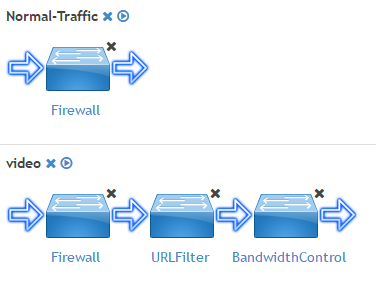 Normal-Traffic
Firewall
video
Firewall URLFilter BandwidthControl